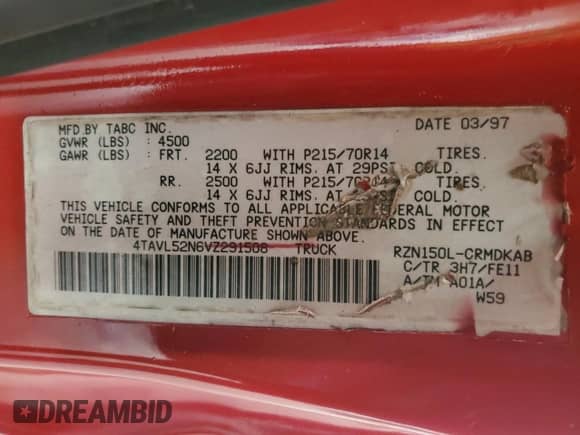 MFD BY TABC INC. DATE 03/97
GVWR (LBS) : 4500
GAWR (LBS) : FRT. 2200 WITH P215/70R14 TIRES.
14 X 6JJ RIMS. AT 29PSI COLD.
RR. 2500 WITH P215/70 TIRES.
14 X 6JJ RIMS. AT COLD.
THIS VEHICLE CONFORMS TO ALL APPLICABLE FEDERAL MOTOR
VEHICLE SAFETY AND THEFT PREVENTION STANDARDS IN EFFECT
ON THE DATE OF MANUFACTURE SHOWN ABOVE.
4TAVL52N6VZ291508 TRUCK RZN150L-CRMDKAB
C/TR 3H7/FE11
A01A/
W59
DREAMBID